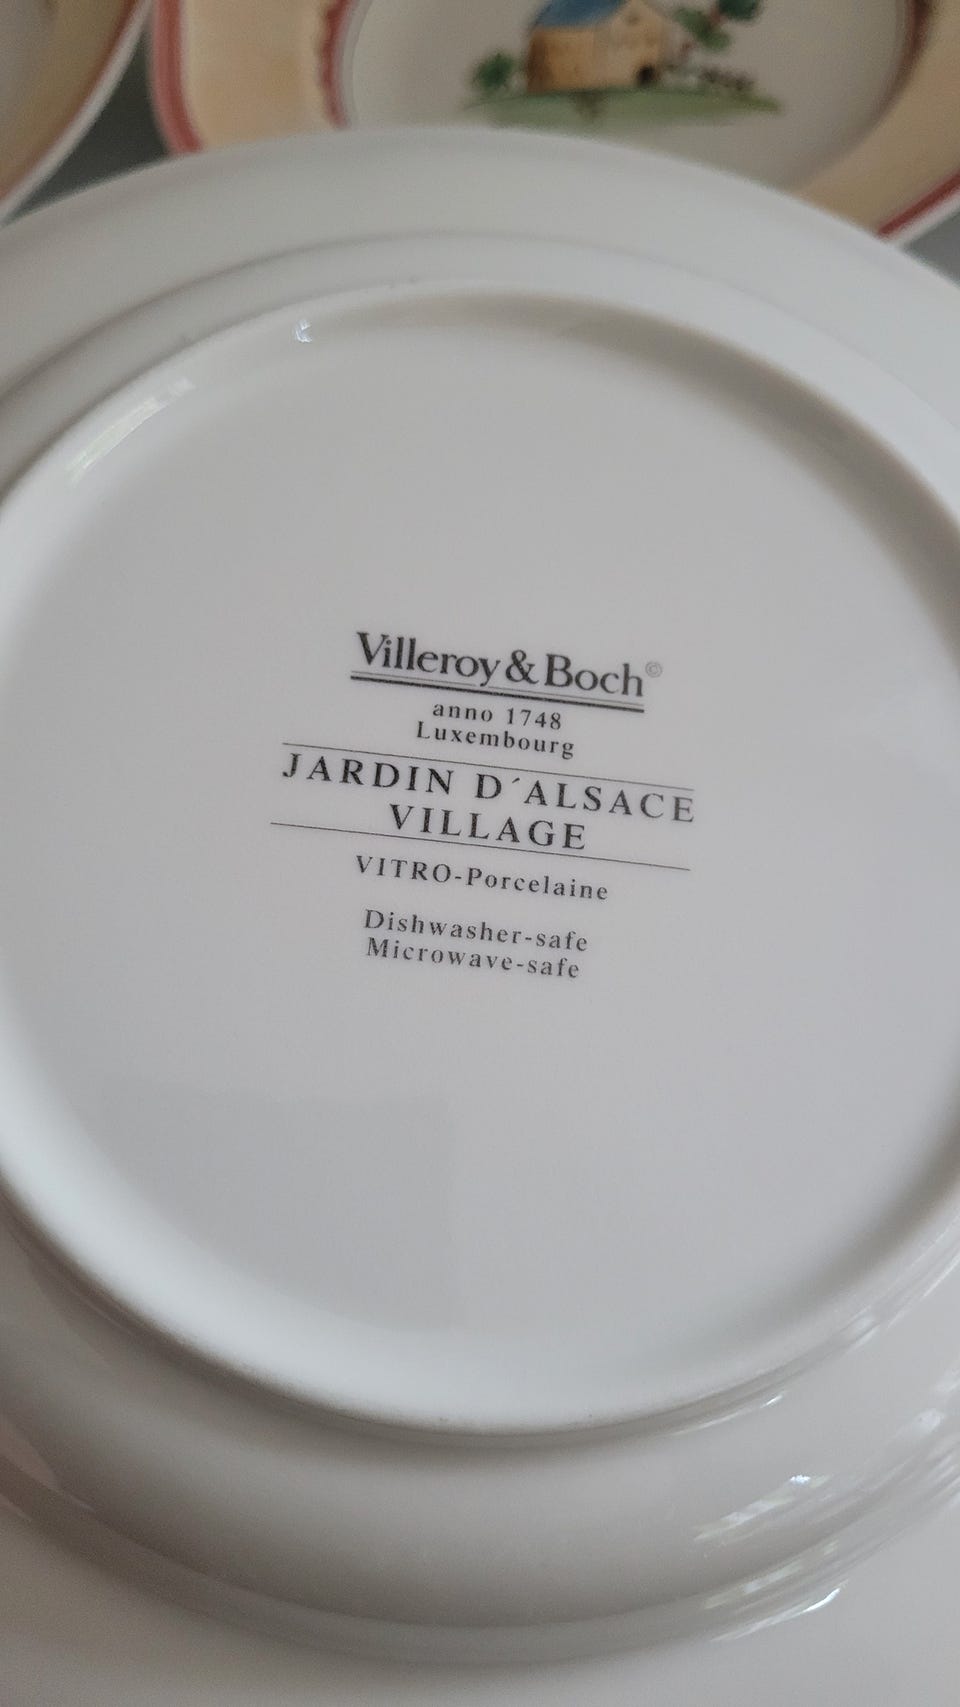 Villeroy & Boch ©
anno 1748
Luxembourg
JARDIN D´ALSACE
VILLAGE
VITRO-Porcelaine
Dishwasher-safe
Microwave-safe